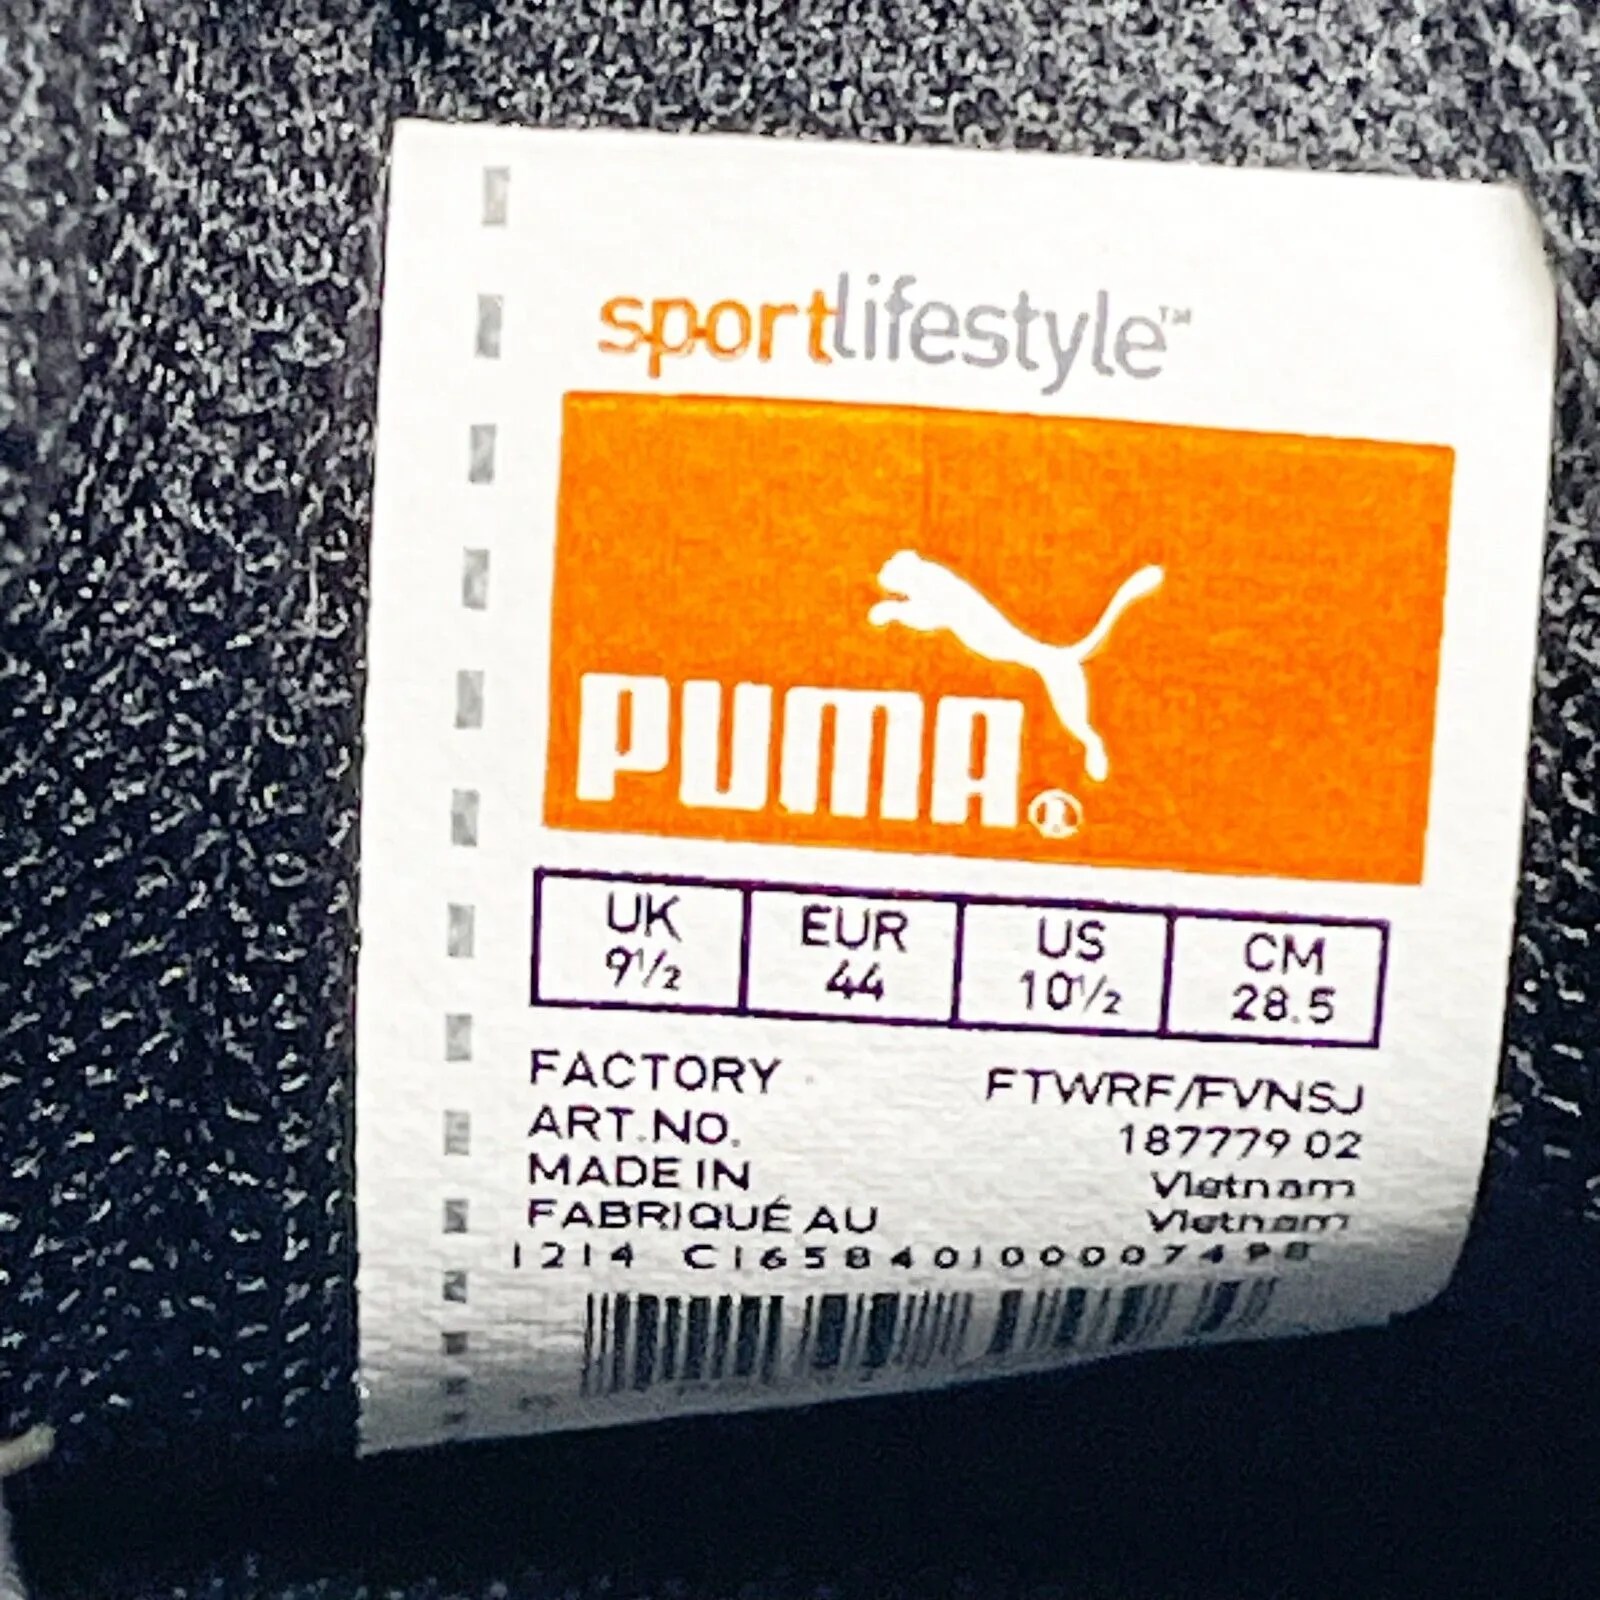 sportlifestyle™
PUMA®
UK EUR US CM
9½ 44 10½ 28.5
FACTORY FTWRF/FVNSJ
ART.NO. 187779 02
MADE IN Vietnam
FABRIQUÉ AU Vietnam
1214 C165840100007498